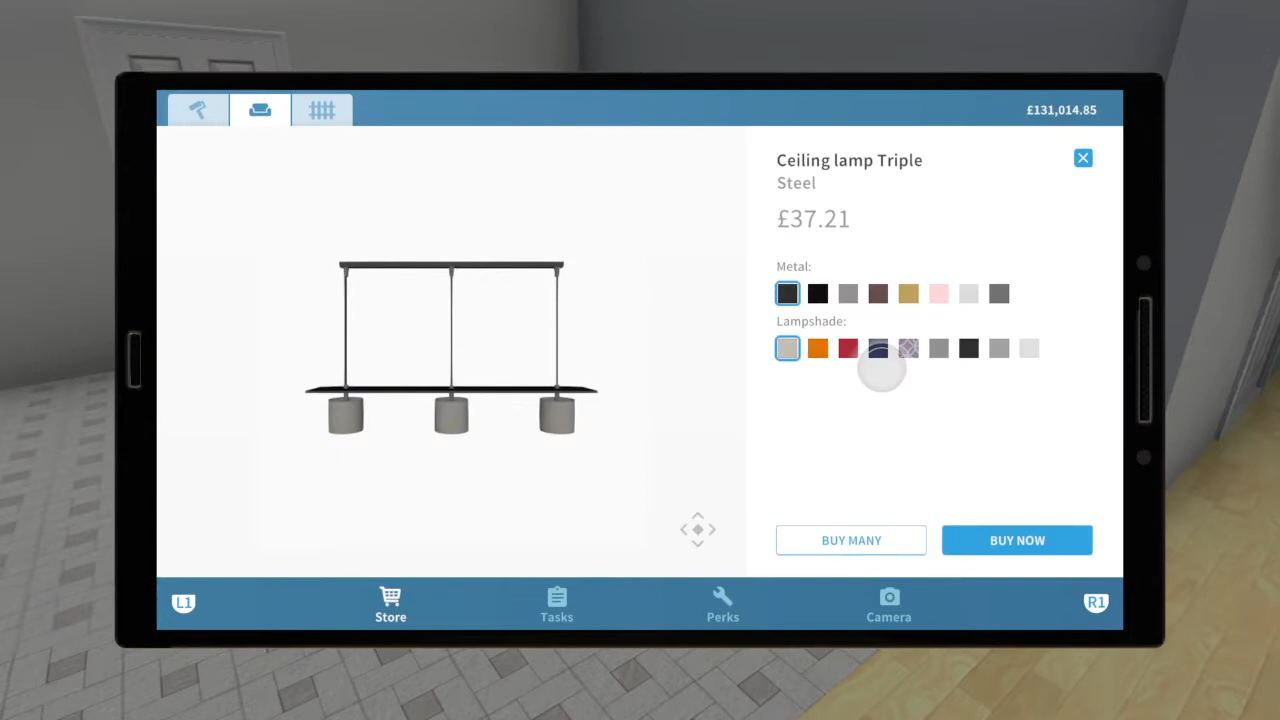 £131,014.85
Ceiling lamp Triple
Steel
£37.21
Metal:
Lampshade:
BUY MANY
BUY NOW
L1
Store
Tasks
Perks
Camera
R1